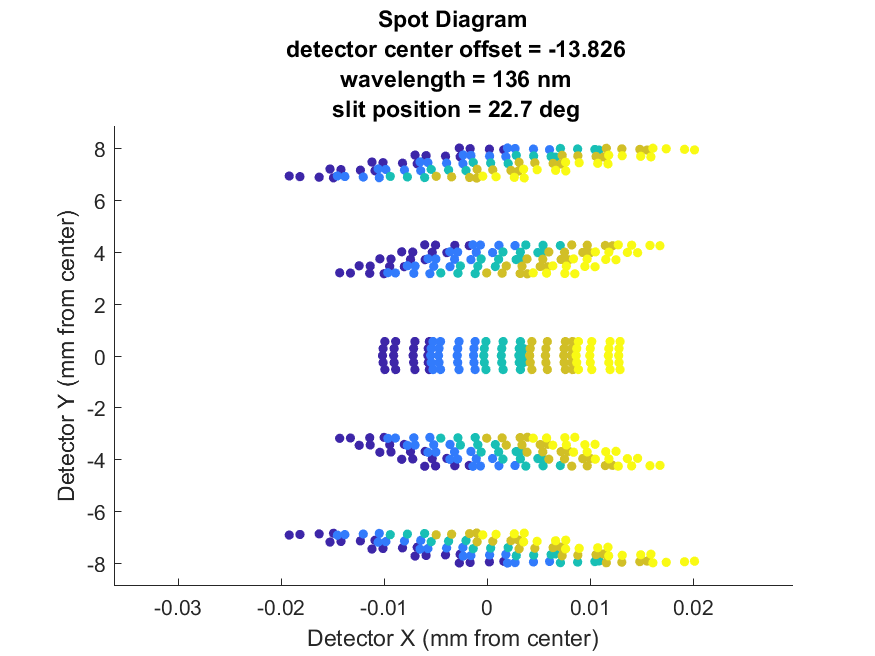 Spot Diagram
detector center offset = -13.826
wavelength = 136 nm
slit position = 22.7 deg
8
6
4
2
0
-2
-4
-6
-8
Detector Y (mm from center)
-0.03
-0.02
-0.01
0
0.01
0.02
Detector X (mm from center)